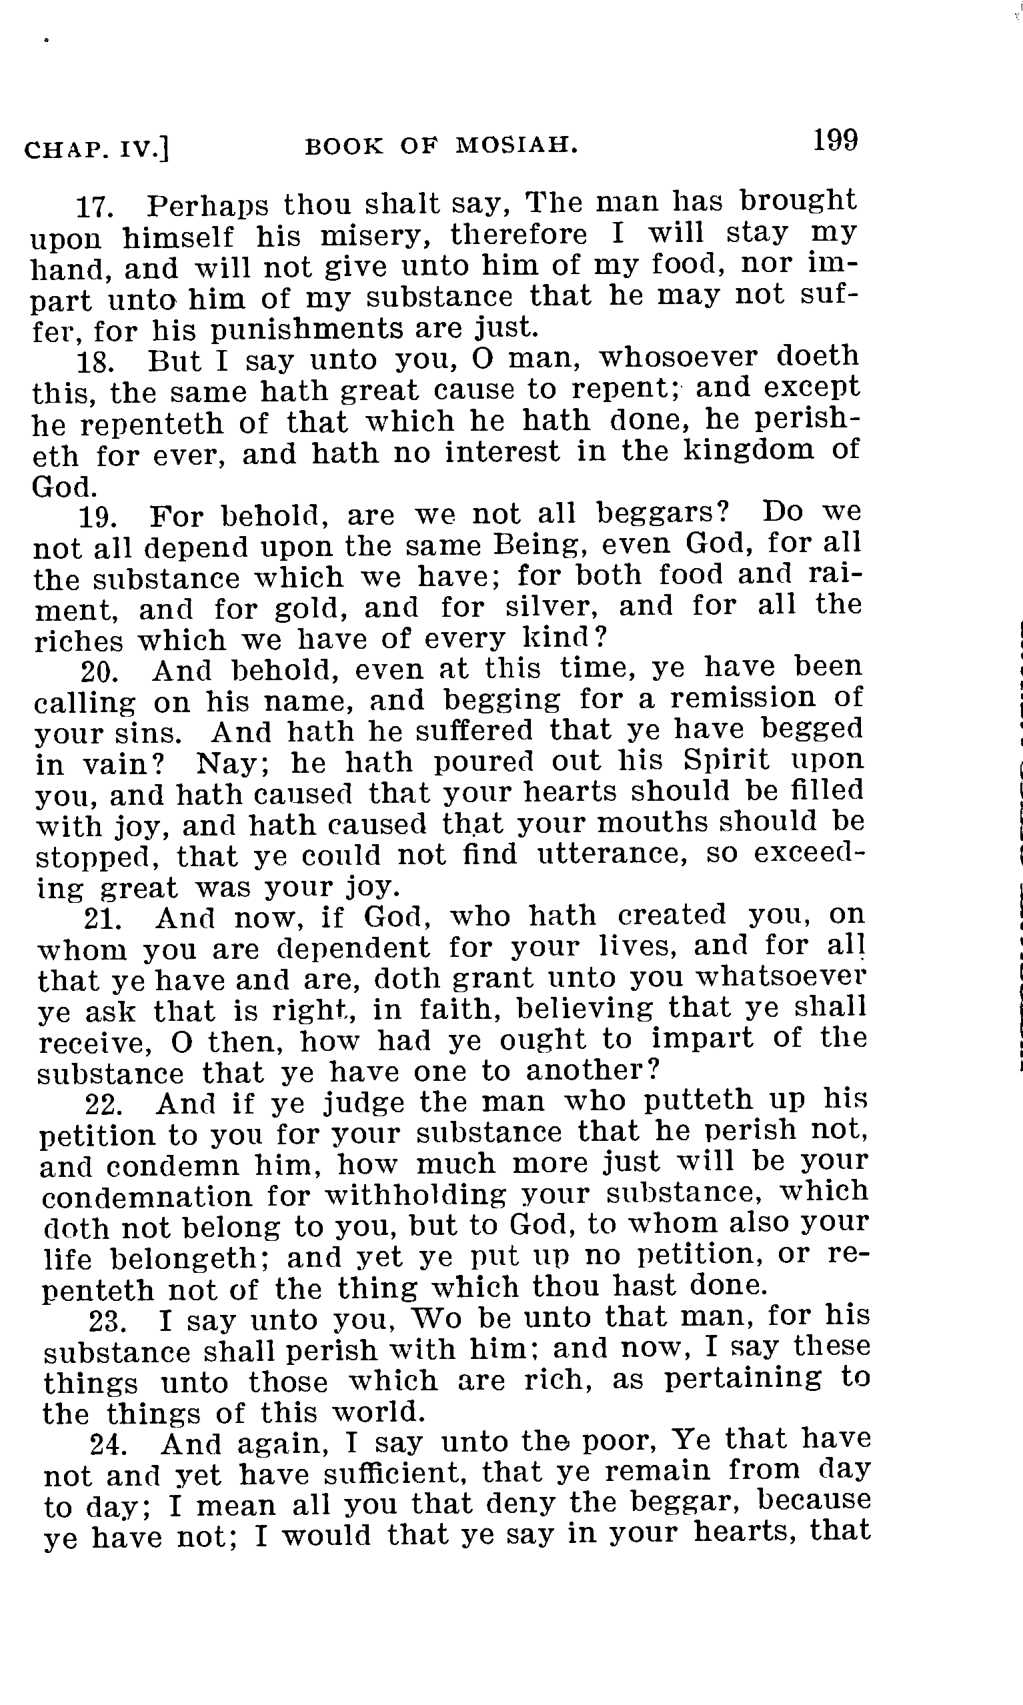 CHAP. IV.] BOOK OF MOSIAH. 199
17. Perhaps thou shalt say, The man has brought
upon himself his misery, therefore I will stay my
hand, and will not give unto him of my food, nor im-
part unto him of my substance that he may not suf-
fer, for his punishments are just.
18. But I say unto you, O man, whosoever doeth
this, the same hath great cause to repent; and except
he repenteth of that which he hath done, he perish-
eth for ever, and hath no interest in the kingdom of
God.
19. For behold, are we not all beggars? Do we
not all depend upon the same Being, even God, for all
the substance which we have; for both food and rai-
ment, and for gold, and for silver, and for all the
riches which we have of every kind?
20. And behold, even at this time, ye have been
calling on his name, and begging for a remission of
your sins. And hath he suffered that ye have begged
in vain? Nay; he hath poured out his Spirit upon
you, and hath caused that your hearts should be filled
with joy, and hath caused that your mouths should be
stopped, that ye could not find utterance, so exceed-
ing great was your joy.
21. And now, if God, who hath created you, on
whom you are dependent for your lives, and for all
that ye have and are, doth grant unto you whatsoever
ye ask that is right, in faith, believing that ye shall
receive, O then, how had ye ought to impart of the
substance that ye have one to another?
22. And if ye judge the man who putteth up his
petition to you for your substance that he perish not,
and condemn him, how much more just will be your
condemnation for withholding your substance, which
doth not belong to you, but to God, to whom also your
life belongeth; and yet ye put up no petition, or re-
penteth not of the thing which thou hast done.
23. I say unto you, Wo be unto that man, for his
substance shall perish with him; and now, I say these
things unto those which are rich, as pertaining to
the things of this world.
24. And again, I say unto the poor, Ye that have
not and yet have sufficient, that ye remain from day
to day; I mean all you that deny the beggar, because
ye have not; I would that ye say in your hearts, that